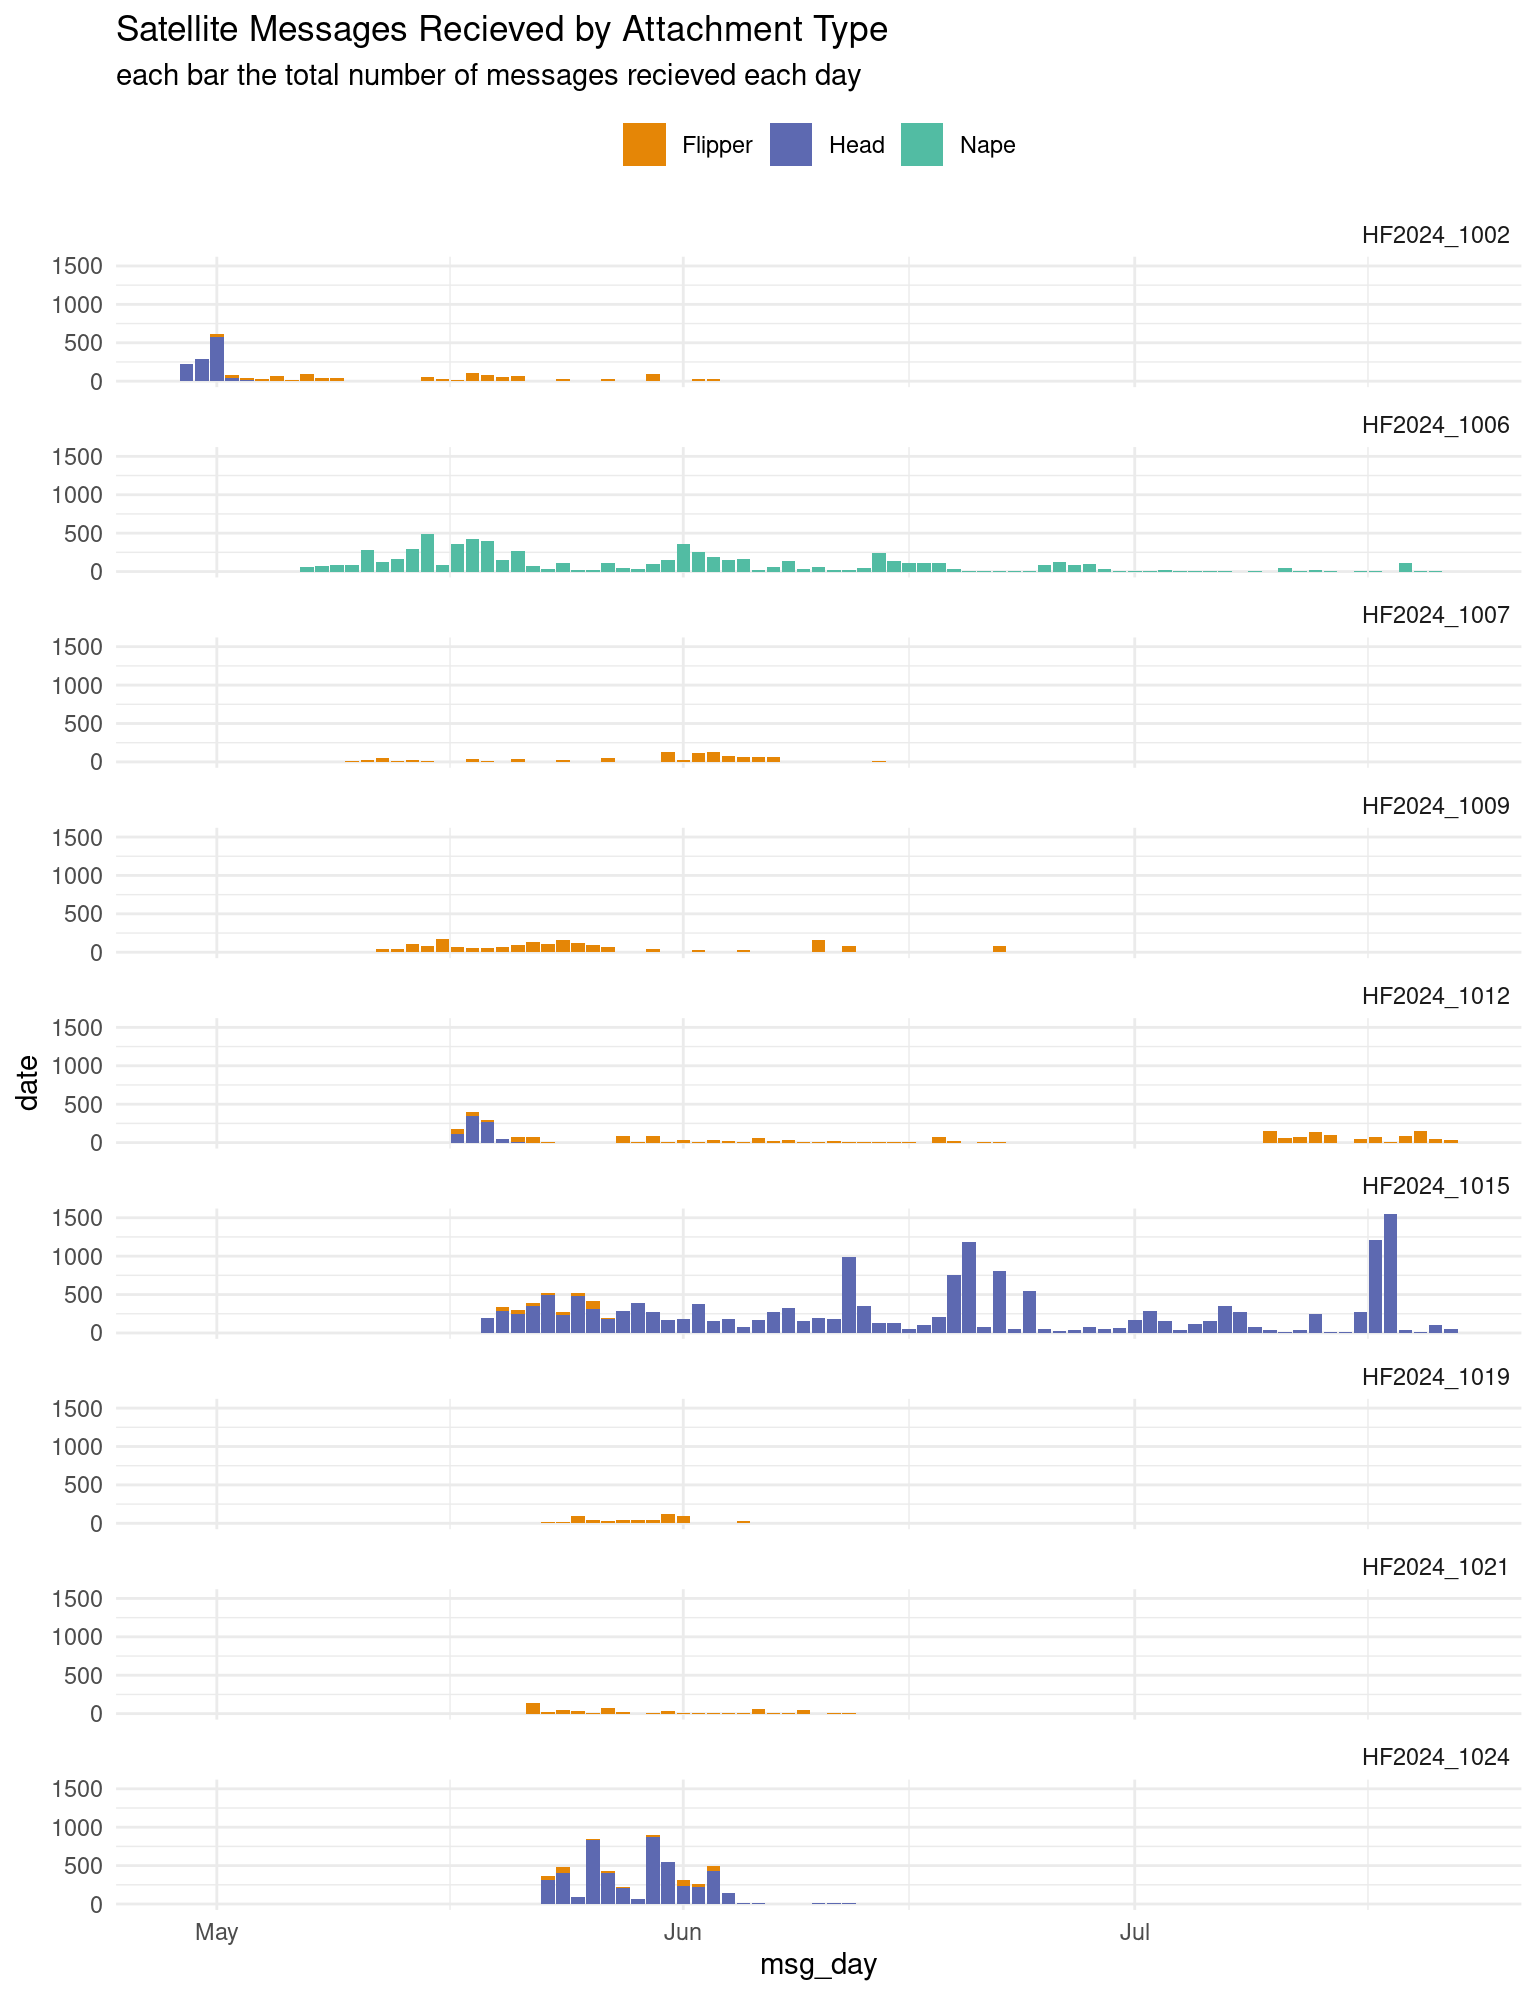 Satellite Messages Recieved by Attachment Type
each bar the total number of messages recieved each day
Flipper Head Nape
HF2024_1002
1500
1000
500
0
HF2024_1006
1500
1000
500
0
HF2024_1007
1500
1000
500
0
HF2024_1009
1500
1000
500
0
HF2024_1012
1500
1000
500
0
date
HF2024_1015
1500
1000
500
0
HF2024_1019
1500
1000
500
0
HF2024_1021
1500
1000
500
0
HF2024_1024
1500
1000
500
0
May Jun Jul
msg_day